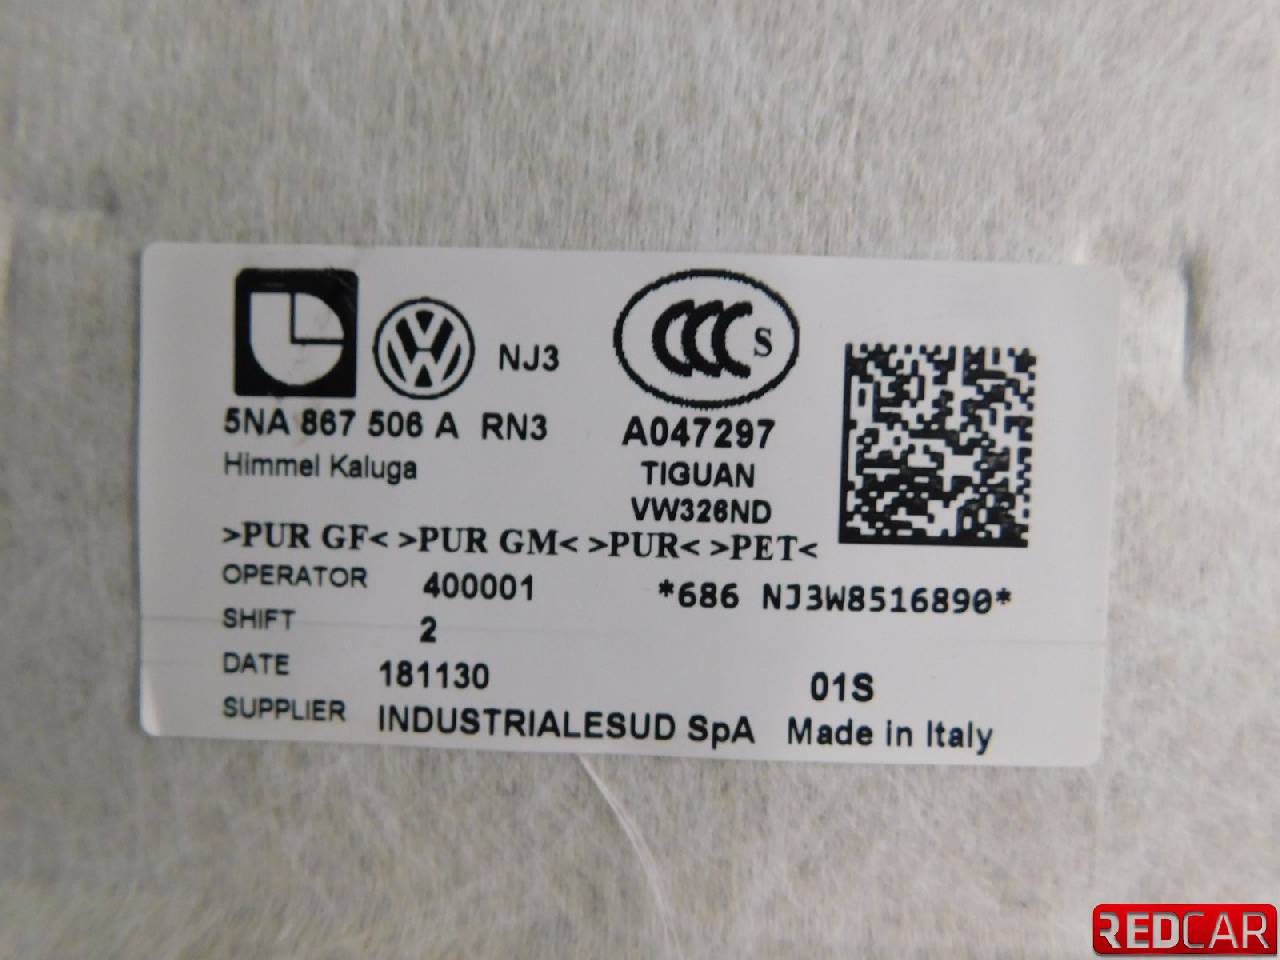 NJ3
CCC S
5NA 867 506 A RN3
A047297
Himmel Kaluga
TIGUAN
VW326ND
>PUR GF< >PUR GM< >PUR< >PET<
OPERATOR 400001
*686 NJ3W8516890*
SHIFT 2
DATE 181130
01S
SUPPLIER INDUSTRIALESUD SpA
Made in Italy
REDCAR